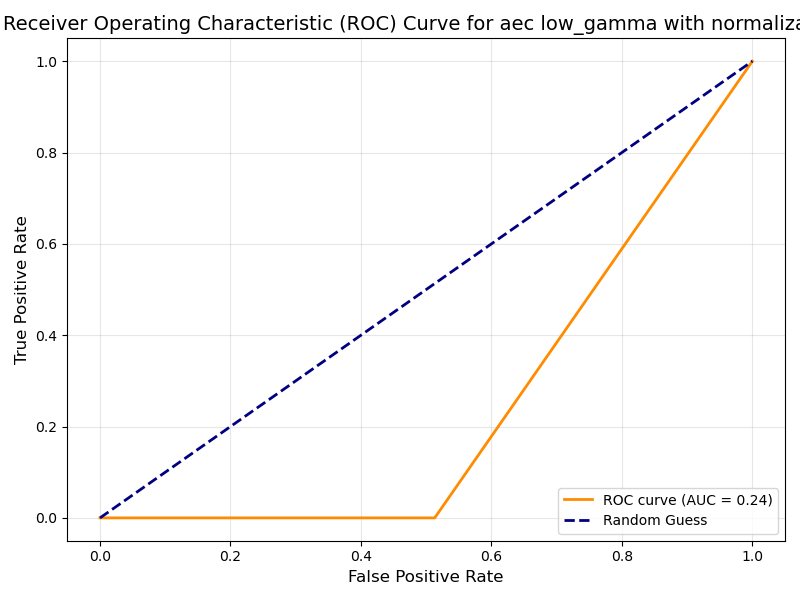 Receiver Operating Characteristic (ROC) Curve for aec low_gamma with normaliza
1.0
0.8
0.6
0.4
0.2
0.0
True Positive Rate
ROC curve (AUC = 0.24)
Random Guess
0.0 0.2 0.4 0.6 0.8 1.0
False Positive Rate